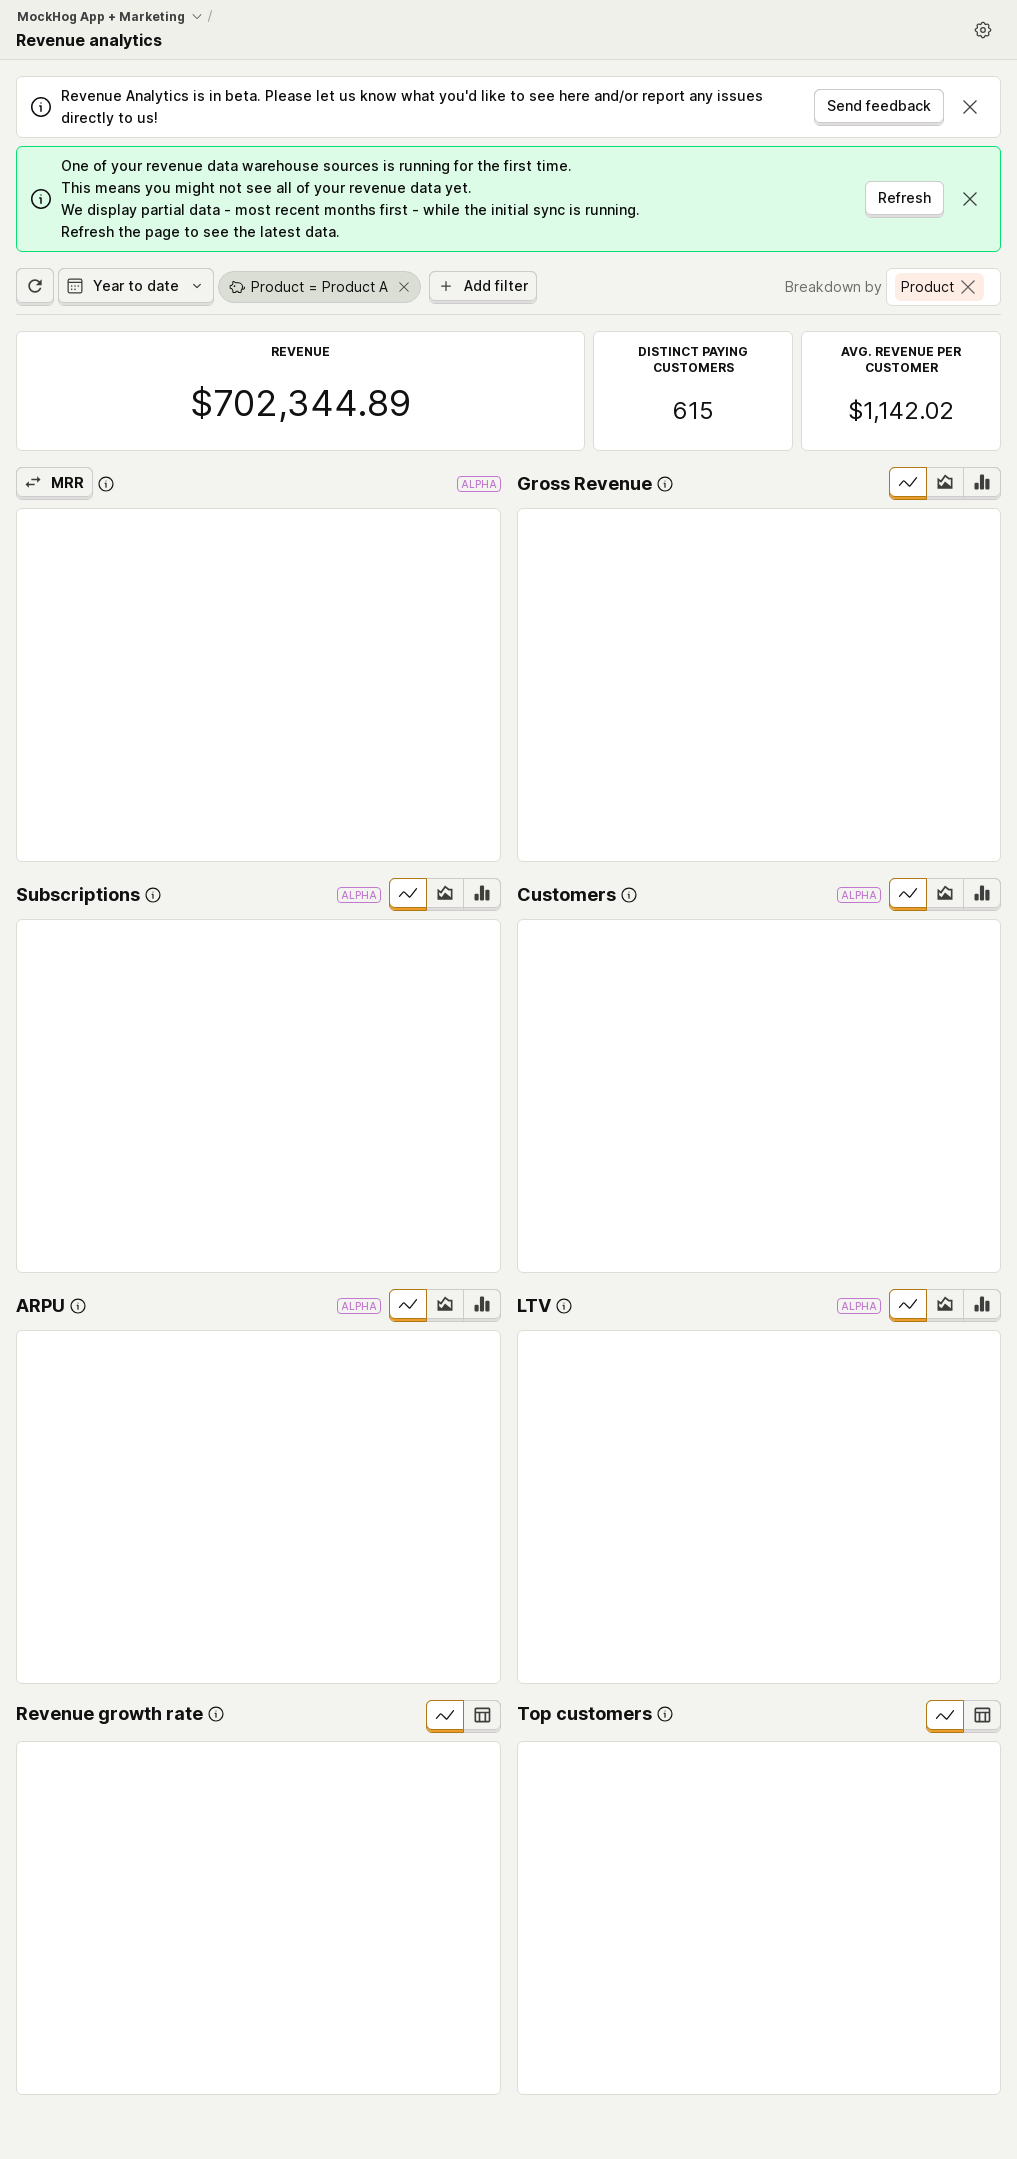 MockHog App + Marketing /
Revenue analytics
Revenue Analytics is in beta. Please let us know what you'd like to see here and/or report any issues
directly to us!
Send feedback
One of your revenue data warehouse sources is running for the first time.
This means you might not see all of your revenue data yet.
We display partial data - most recent months first - while the initial sync is running.
Refresh the page to see the latest data.
Refresh
Year to date
Product = Product A
Add filter
Breakdown by
Product
REVENUE
$702,344.89
DISTINCT PAYING
CUSTOMERS
615
AVG. REVENUE PER
CUSTOMER
$1,142.02
MRR
ALPHA
Gross Revenue
Subscriptions
ALPHA
Customers
ALPHA
ARPU
ALPHA
LTV
ALPHA
Revenue growth rate
Top customers